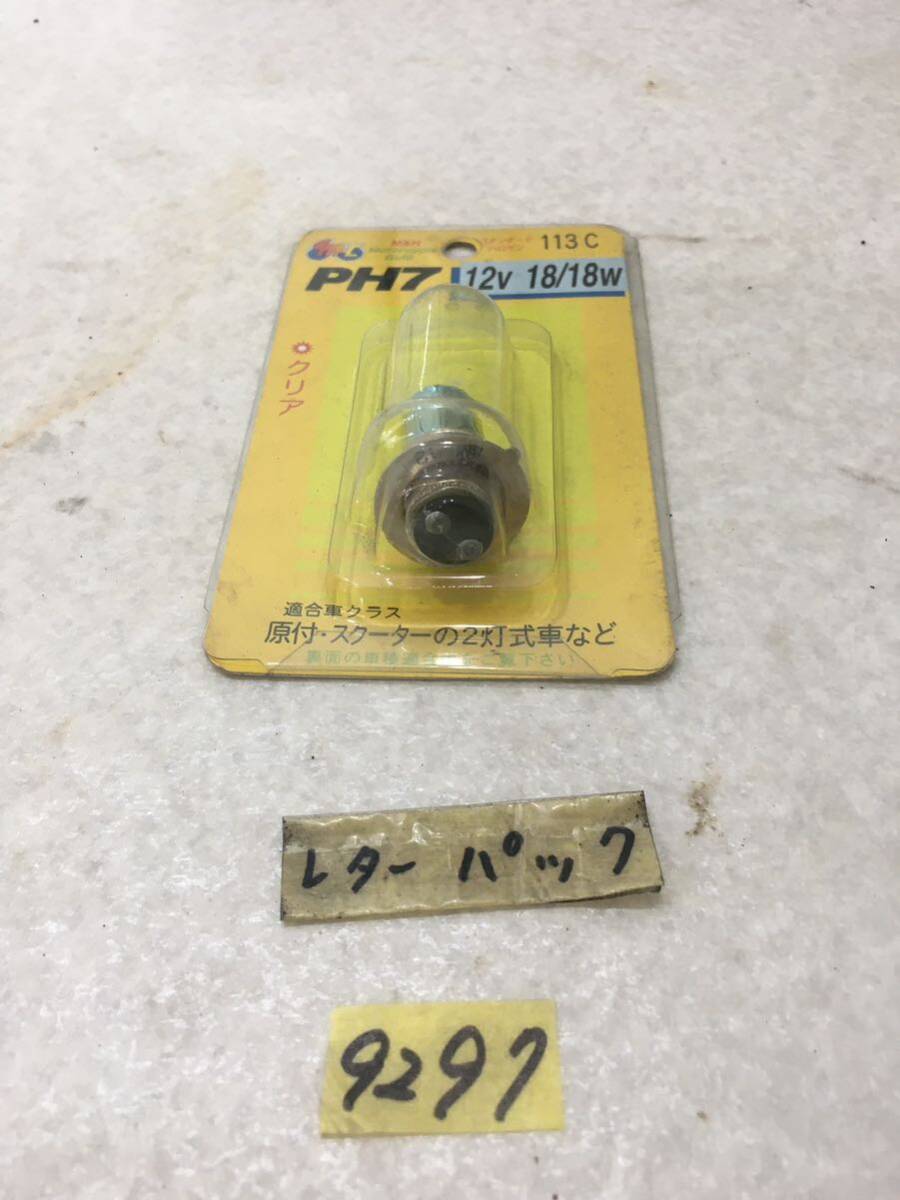 M&H
113 C
PH7 12v 18/18w
クリア
適合車クラス
原付・スクーターの2灯式車など
レターパック
9297